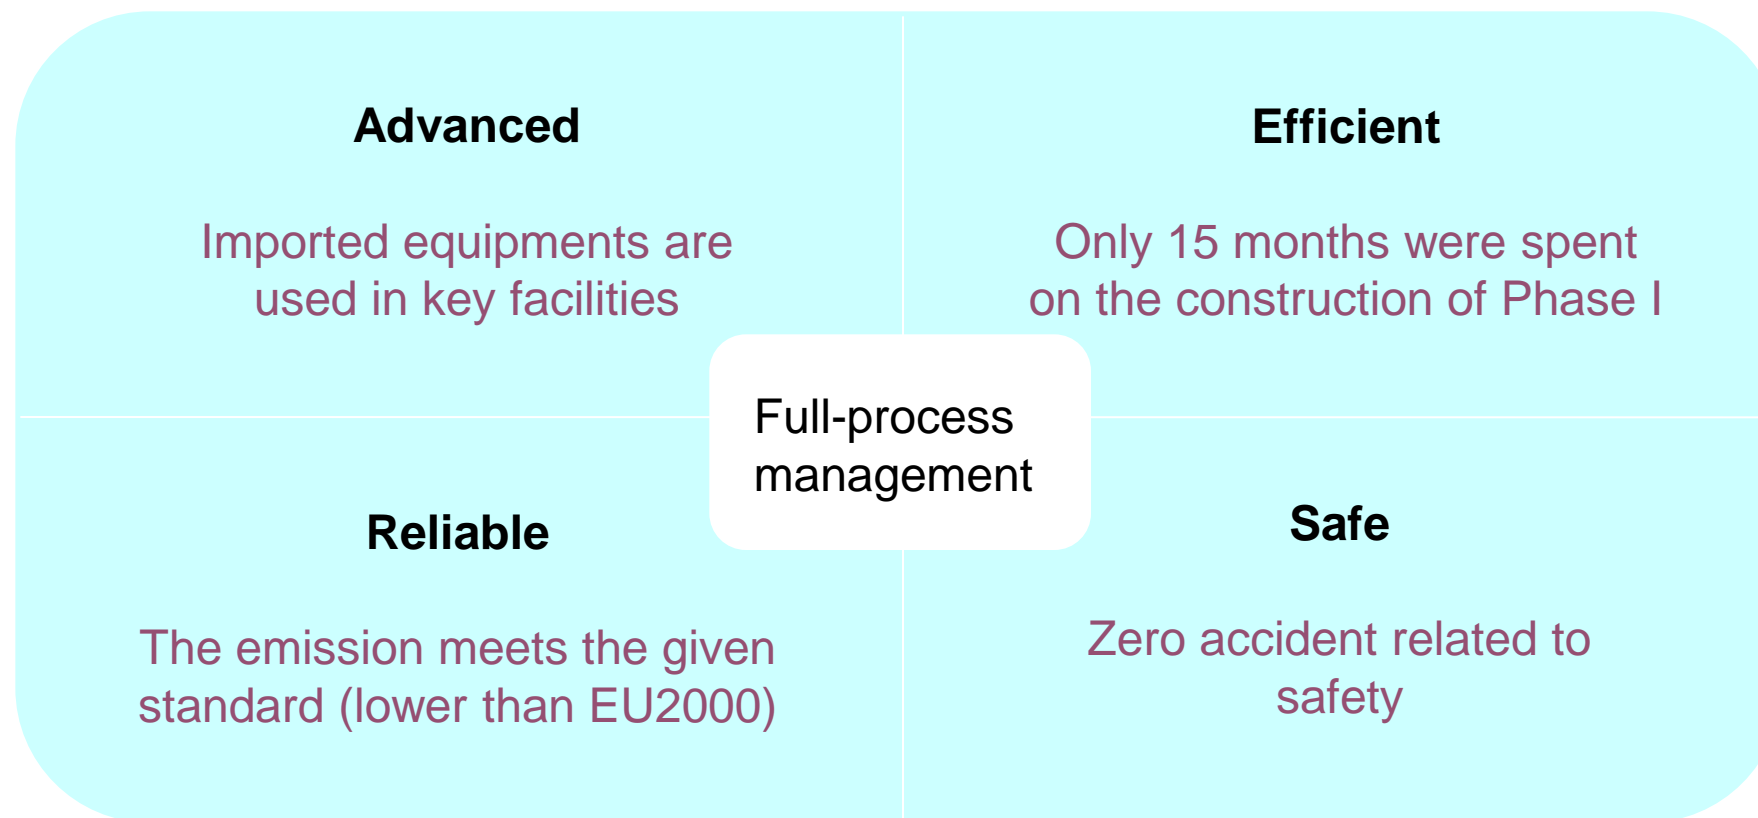 Advanced
Imported equipments are
used in key facilities
Efficient
Only 15 months were spent
on the construction of Phase I
Full-process
management
Reliable
The emission meets the given
standard (lower than EU2000)
Safe
Zero accident related to
safety